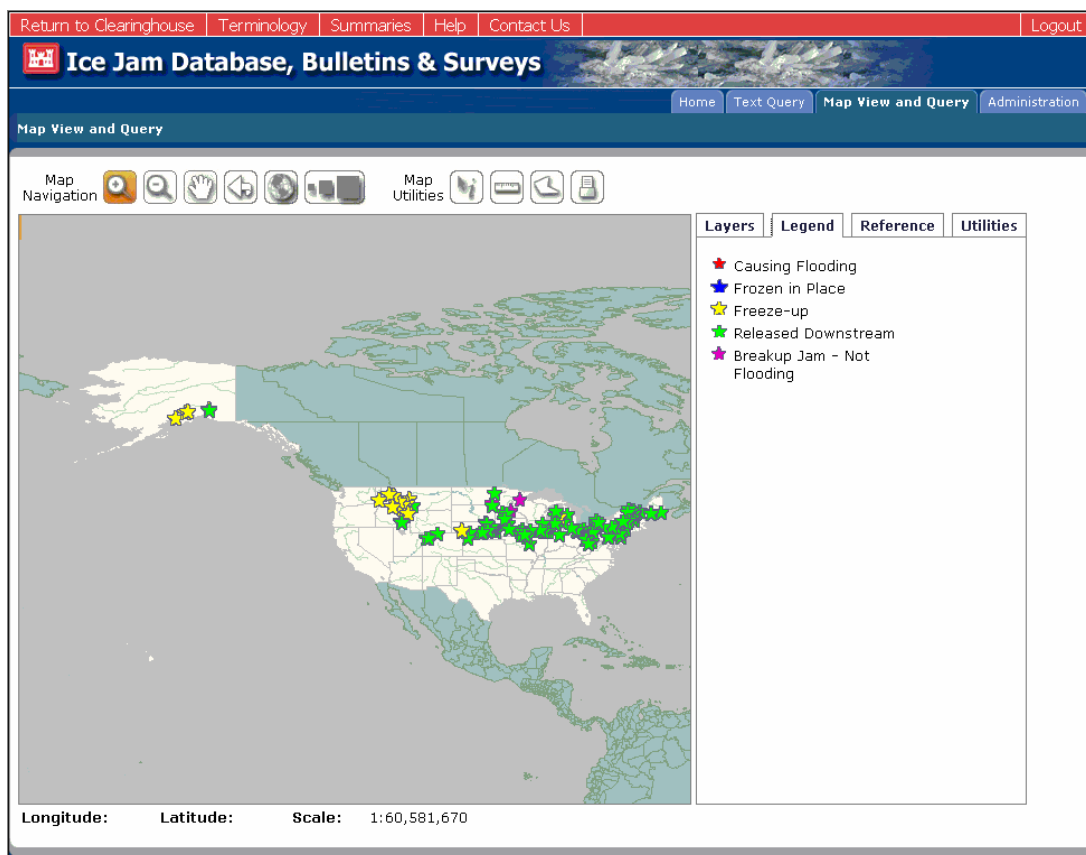 Return to Clearinghouse Terminology Summaries Help Contact Us Logout
Ice Jam Database, Bulletins & Surveys
Home Text Query Map View and Query Administration
Map View and Query
Map Navigation
Map Utilities
Layers Legend Reference Utilities
Causing Flooding
Frozen in Place
Freeze-up
Released Downstream
Breakup Jam - Not
Flooding
Longitude: Latitude: Scale: 1:60,581,670